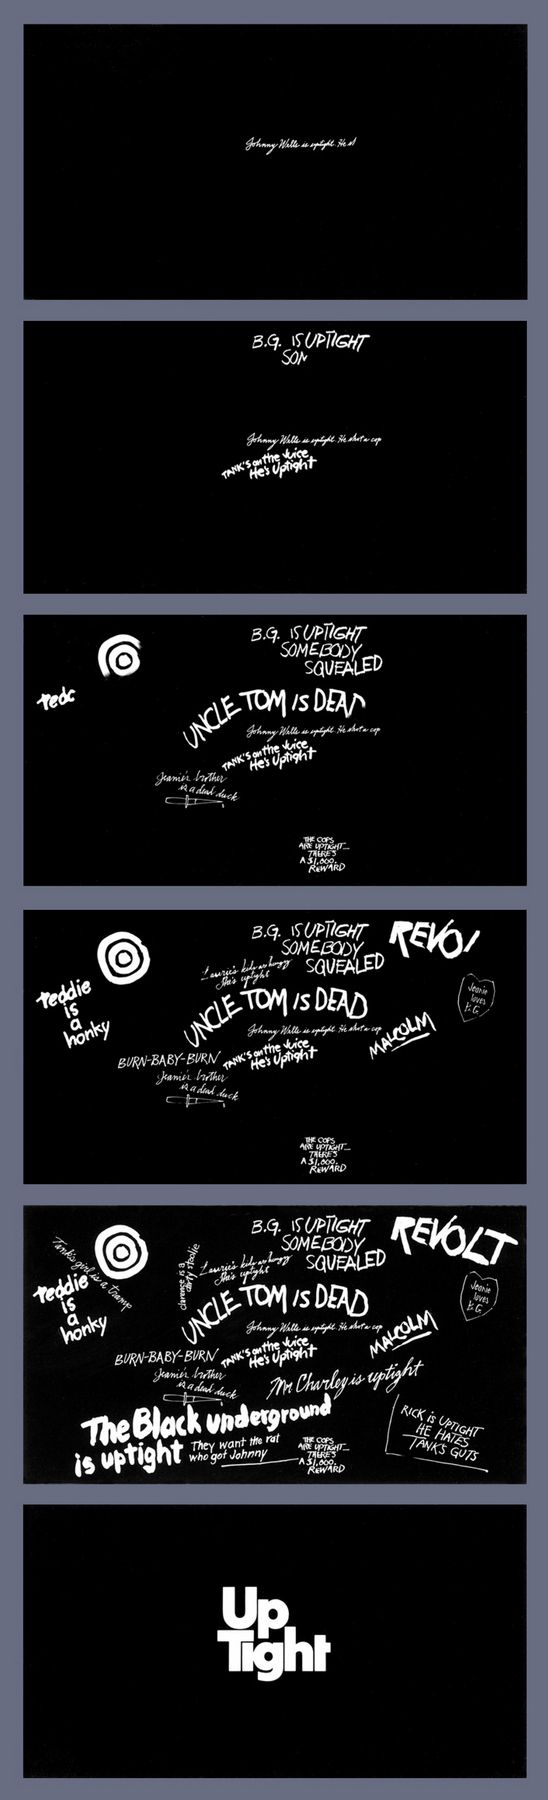 Johnny Wells is uptight. He s
B.G. IS UPTIGHT
SON
Johnny Wells is uptight. He shot a cop
TANK'S on the Juice
He's Uptight
tedc
B.G. IS UPTIGHT
SOMEBODY
SQUEALED
UNCLE TOM IS DEAD
Johnny Wells is uptight. He shot a cop
TANK'S on the Juice
He's Uptight
Jeanie's brother
is a dead duck
THE COPS
ARE UPTIGHT...
THERE'S
A $1,000.
REWARD
B.G. IS UPTIGHT
SOMEBODY
SQUEALED
REVO
Laurie's kids are hungry
She's uptight
teddie
is
a
honky
UNCLE TOM IS DEAD
Jeanie
loves
B.G.
Johnny Wells is uptight. He shot a cop
MALCOLM
TANK'S on the Juice
He's Uptight
BURN-BABY-BURN
Jeanie's brother
is a dead duck
THE COPS
ARE UPTIGHT...
THERE'S
A $1,000.
REWARD
B.G. IS UPTIGHT
SOMEBODY
SQUEALED
REVOLT
Tank's girl is a tramp
clarence is a
dirty stoolie
Laurie's kids are hungry
She's uptight
teddie
is
a
honky
UNCLE TOM IS DEAD
Jeanie
loves
B.G.
Johnny Wells is uptight. He shot a cop
MALCOLM
TANK'S on the Juice
He's Uptight
BURN-BABY-BURN
Jeanie's brother
is a dead duck
Mr Charley is uptight
The Black underground
is uptight
They want the rat
who got Johnny
RICK is UPTIGHT
HE HATES
TANKS GUTS
THE COPS
ARE UPTIGHT...
THERE'S
A $1,000.
REWARD
Up
Tight